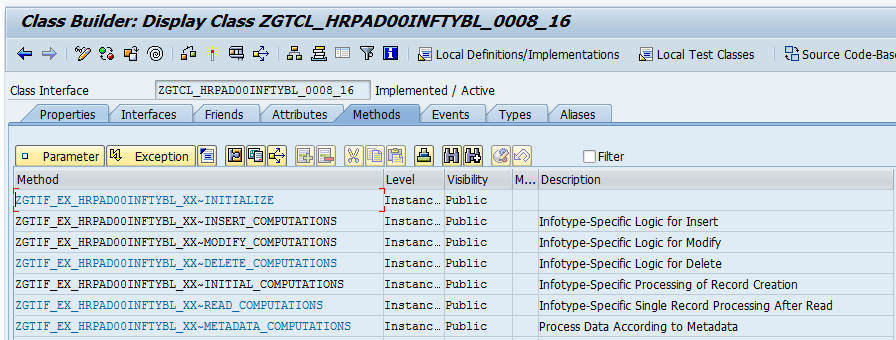 Class Builder: Display Class ZGTCL_HRPAD00INFTYBL_0008_16
Local Definitions/Implementations Local Test Classes Source Code-Base
Class Interface ZGTCL_HRPAD00INFTYBL_0008_16 Implemented / Active
Properties Interfaces Friends Attributes Methods Events Types Aliases
Parameter Exception Filter
Method Level Visibility M... Description
ZGTIF_EX_HRPAD00INFTYBL_XX~INITIALIZE Instanc... Public
ZGTIF_EX_HRPAD00INFTYBL_XX~INSERT_COMPUTATIONS Instanc... Public Infotype-Specific Logic for Insert
ZGTIF_EX_HRPAD00INFTYBL_XX~MODIFY_COMPUTATIONS Instanc... Public Infotype-Specific Logic for Modify
ZGTIF_EX_HRPAD00INFTYBL_XX~DELETE_COMPUTATIONS Instanc... Public Infotype-Specific Logic for Delete
ZGTIF_EX_HRPAD00INFTYBL_XX~INITIAL_COMPUTATIONS Instanc... Public Infotype-Specific Processing of Record Creation
ZGTIF_EX_HRPAD00INFTYBL_XX~READ_COMPUTATIONS Instanc... Public Infotype-Specific Single Record Processing After Read
ZGTIF_EX_HRPAD00INFTYBL_XX~METADATA_COMPUTATIONS Instanc... Public Process Data According to Metadata